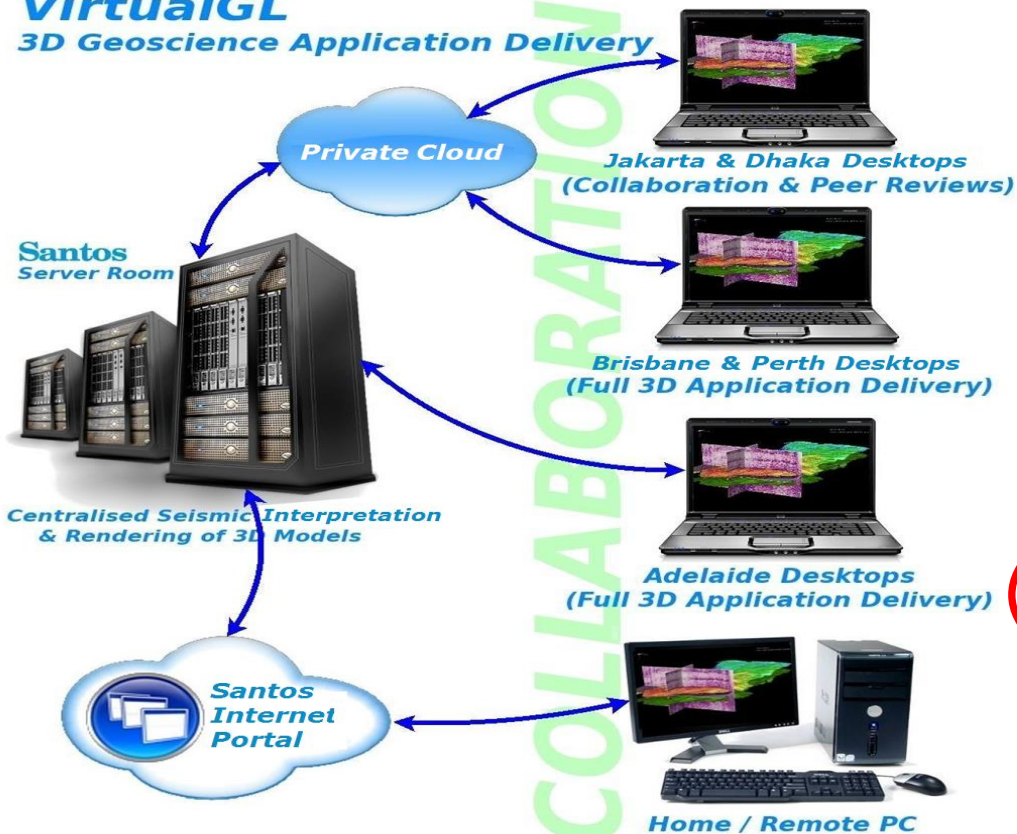 VirtualGL
3D Geoscience Application Delivery
Private Cloud
Jakarta & Dhaka Desktops
(Collaboration & Peer Reviews)
Santos
Server Room
Brisbane & Perth Desktops
(Full 3D Application Delivery)
Centralised Seismic Interpretation
& Rendering of 3D Models
Adelaide Desktops
(Full 3D Application Delivery)
Santos
Internet
Portal
Home / Remote PC
COLLABORATION